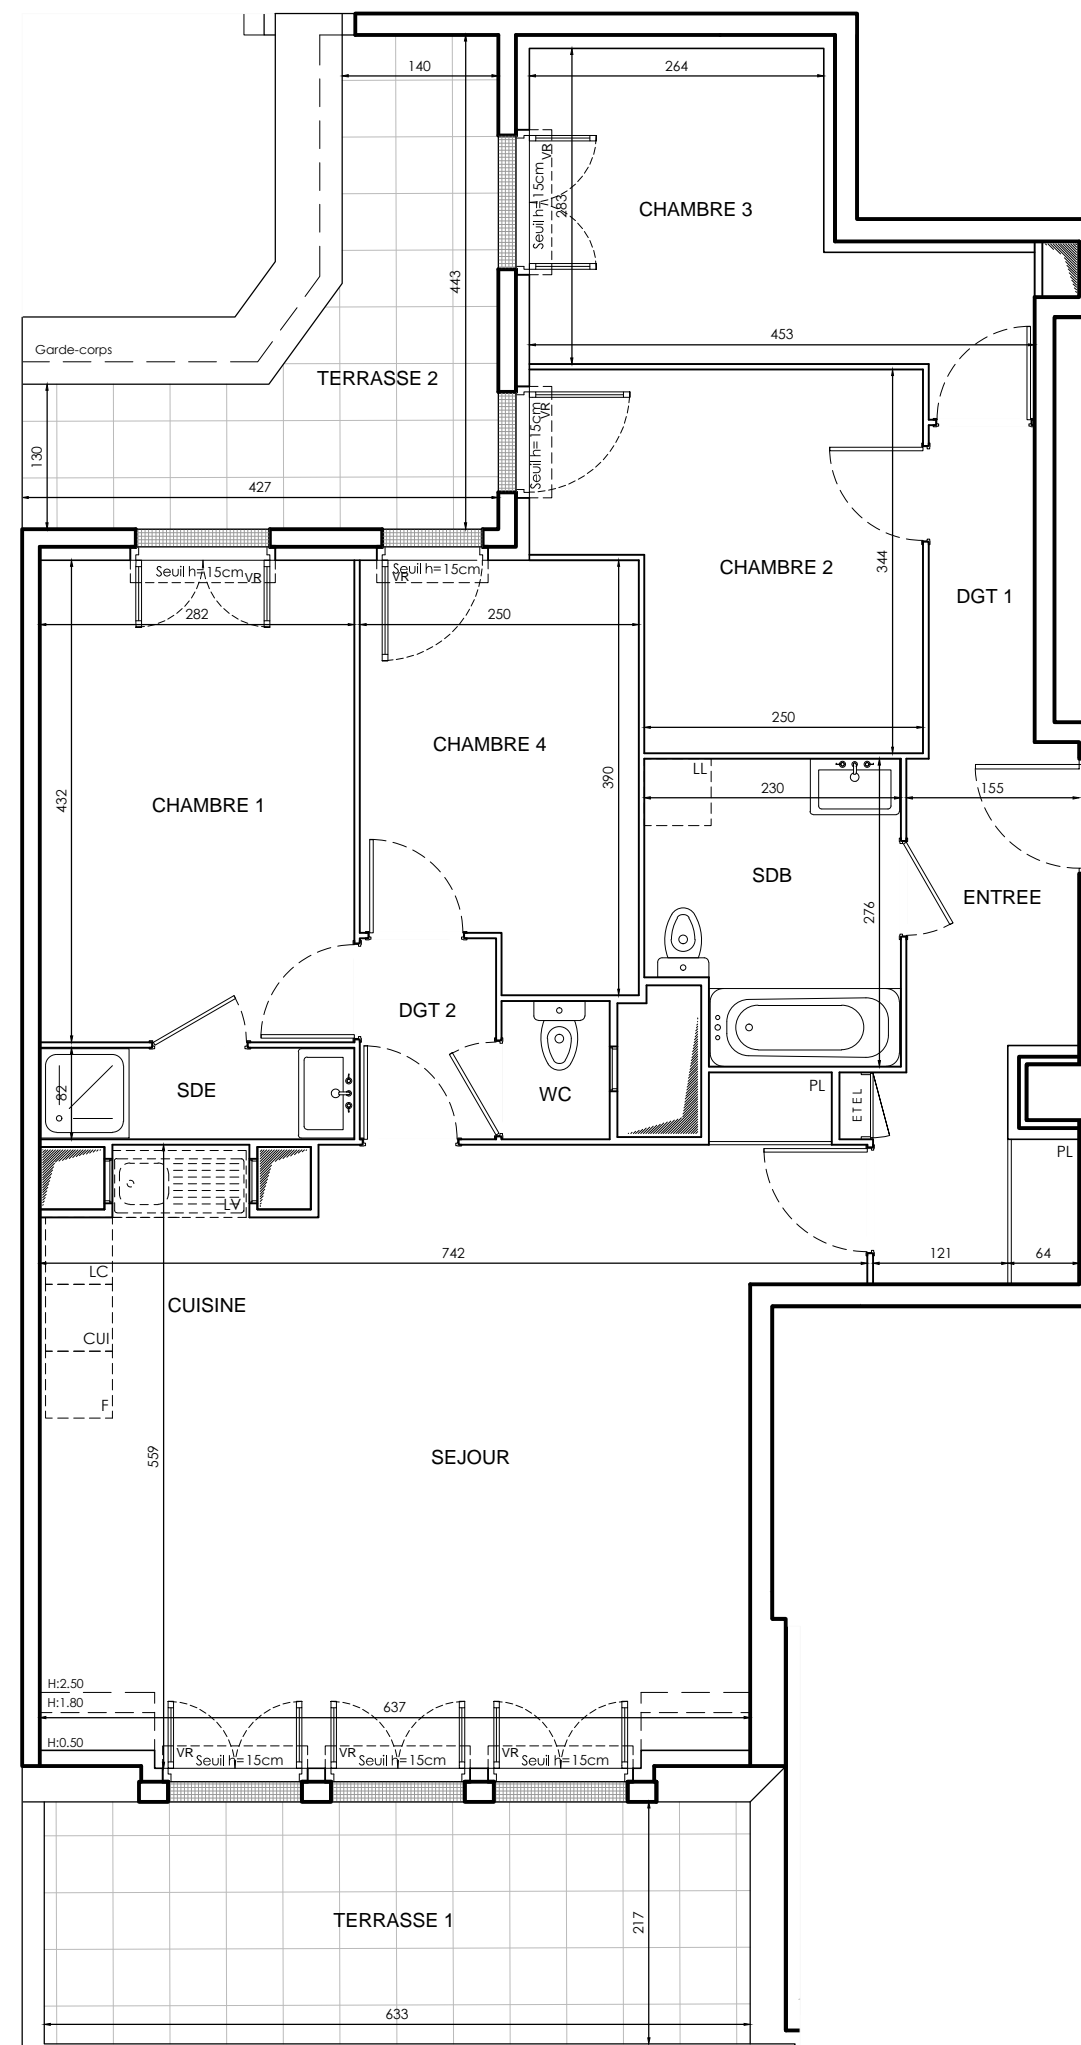 140
264
VR
Seuil h=15cm
283
CHAMBRE 3
443
453
Garde-corps
TERRASSE 2
VR
Seuil h=15cm
130
427
Seuil h=15cm
VR
Seuil h=15cm
VR
CHAMBRE 2
344
DGT 1
282
250
250
CHAMBRE 4
390
432
CHAMBRE 1
LL
230
155
SDB
276
ENTREE
DGT 2
82
SDE
WC
PL
ETEL
PL
LV
742
121
64
LC
CUISINE
CUI
F
559
SEJOUR
H:2.50
H:1.80
637
H:0.50
VR
Seuil h=15cm
VR
Seuil h=15cm
VR
Seuil h=15cm
TERRASSE 1
217
633